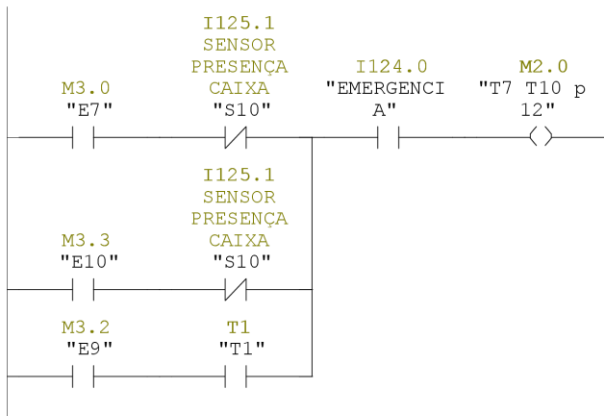 I125.1
SENSOR
PRESENÇA
CAIXA
"S10"
M3.0
"E7"
I124.0
"EMERGENCI
A"
M2.0
"T7 T10 p
12"
I125.1
SENSOR
PRESENÇA
CAIXA
"S10"
M3.3
"E10"
M3.2
"E9"
T1
"T1"